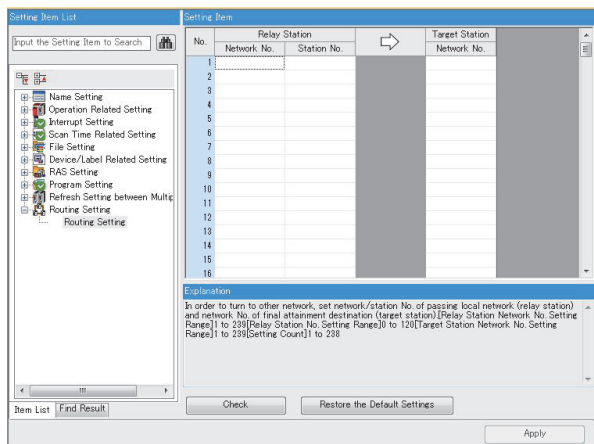 Setting Item List
Input the Setting Item to Search
Name Setting
Operation Related Setting
Interrupt Setting
Scan Time Related Setting
File Setting
Device/Label Related Setting
RAS Setting
Program Setting
Refresh Setting between Multip
Routing Setting
Routing Setting
Item List
Find Result
Setting Item
No.
Relay Station
Target Station
Network No.
Station No.
Network No.
1
2
3
4
5
6
7
8
9
10
11
12
13
14
15
16
Explanation
In order to turn to other network, set network/station No. of passing local network (relay station)
and network No. of final attainment destination (target station).[Relay Station Network No. Setting
Range]1 to 239[Relay Station No. Setting Range]0 to 120[Target Station Network No. Setting
Range]1 to 239[Setting Count]1 to 238
Check
Restore the Default Settings
Apply